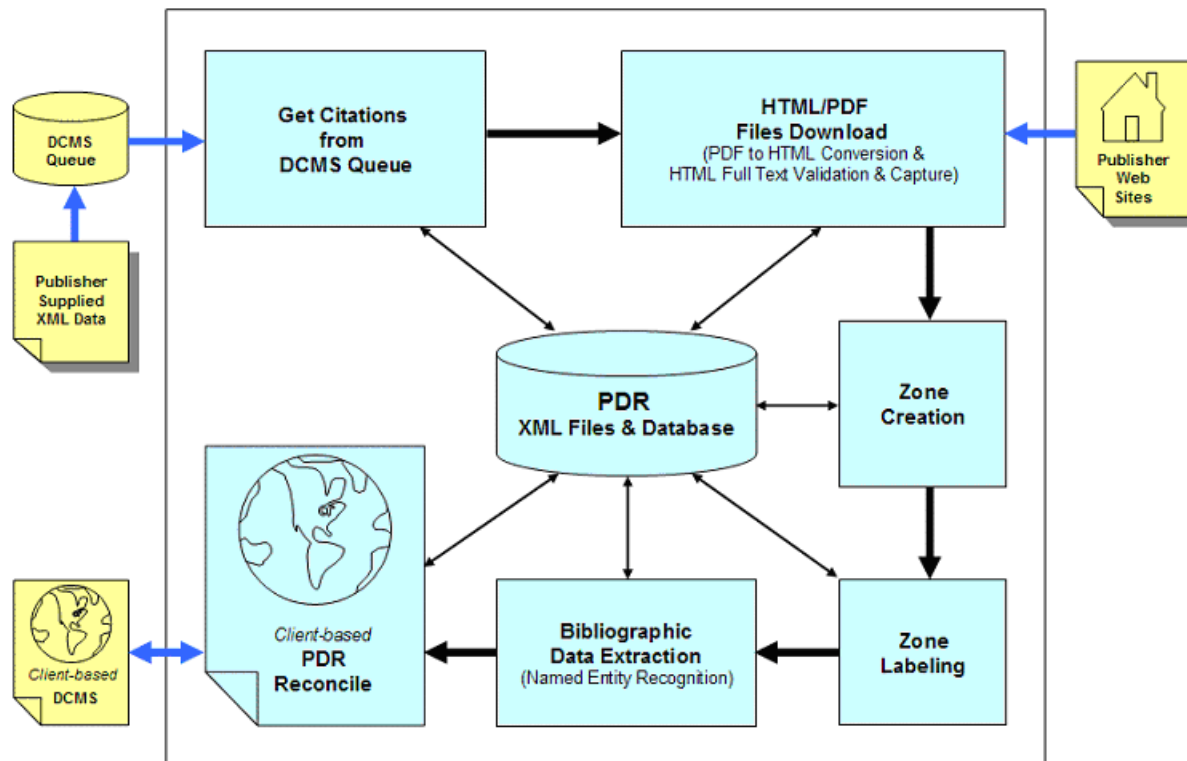 Get Citations
from
DCMS Queue
HTML/PDF
Files Download
(PDF to HTML Conversion &
HTML Full Text Validation & Capture)
DCMS
Queue
Publisher
Web
Sites
Publisher
Supplied
XML Data
PDR
XML Files & Database
Zone
Creation
Client-based
PDR
Reconcile
Bibliographic
Data Extraction
(Named Entity Recognition)
Zone
Labeling
Client-based
DCMS